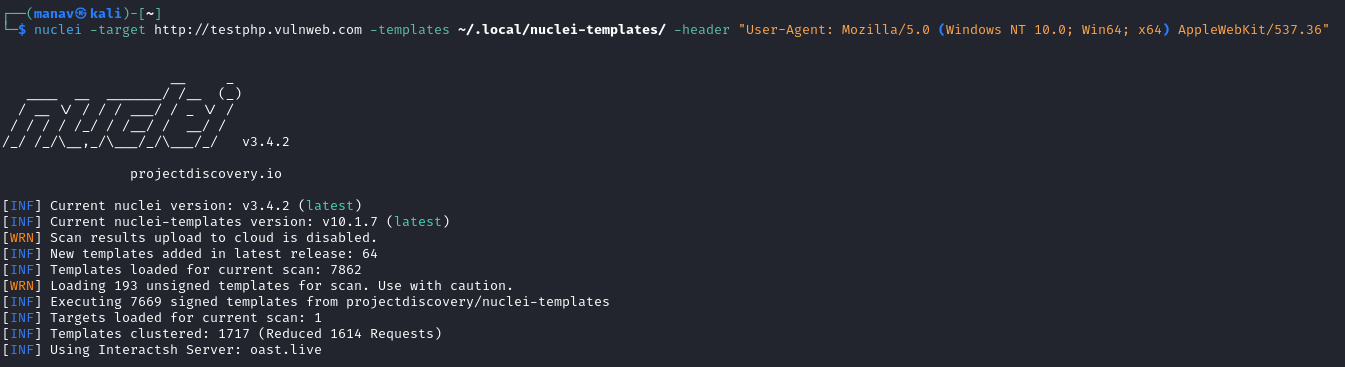 ┌──(manav㉿kali)-[~]
└─$ nuclei -target http://testphp.vulnweb.com -templates ~/.local/nuclei-templates/ -header "User-Agent: Mozilla/5.0 (Windows NT 10.0; Win64; x64) AppleWebKit/537.36"
nuclei v3.4.2
projectdiscovery.io
[INF] Current nuclei version: v3.4.2 (latest)
[INF] Current nuclei-templates version: v10.1.7 (latest)
[WRN] Scan results upload to cloud is disabled.
[INF] New templates added in latest release: 64
[INF] Templates loaded for current scan: 7862
[WRN] Loading 193 unsigned templates for scan. Use with caution.
[INF] Executing 7669 signed templates from projectdiscovery/nuclei-templates
[INF] Targets loaded for current scan: 1
[INF] Templates clustered: 1717 (Reduced 1614 Requests)
[INF] Using Interactsh Server: oast.live